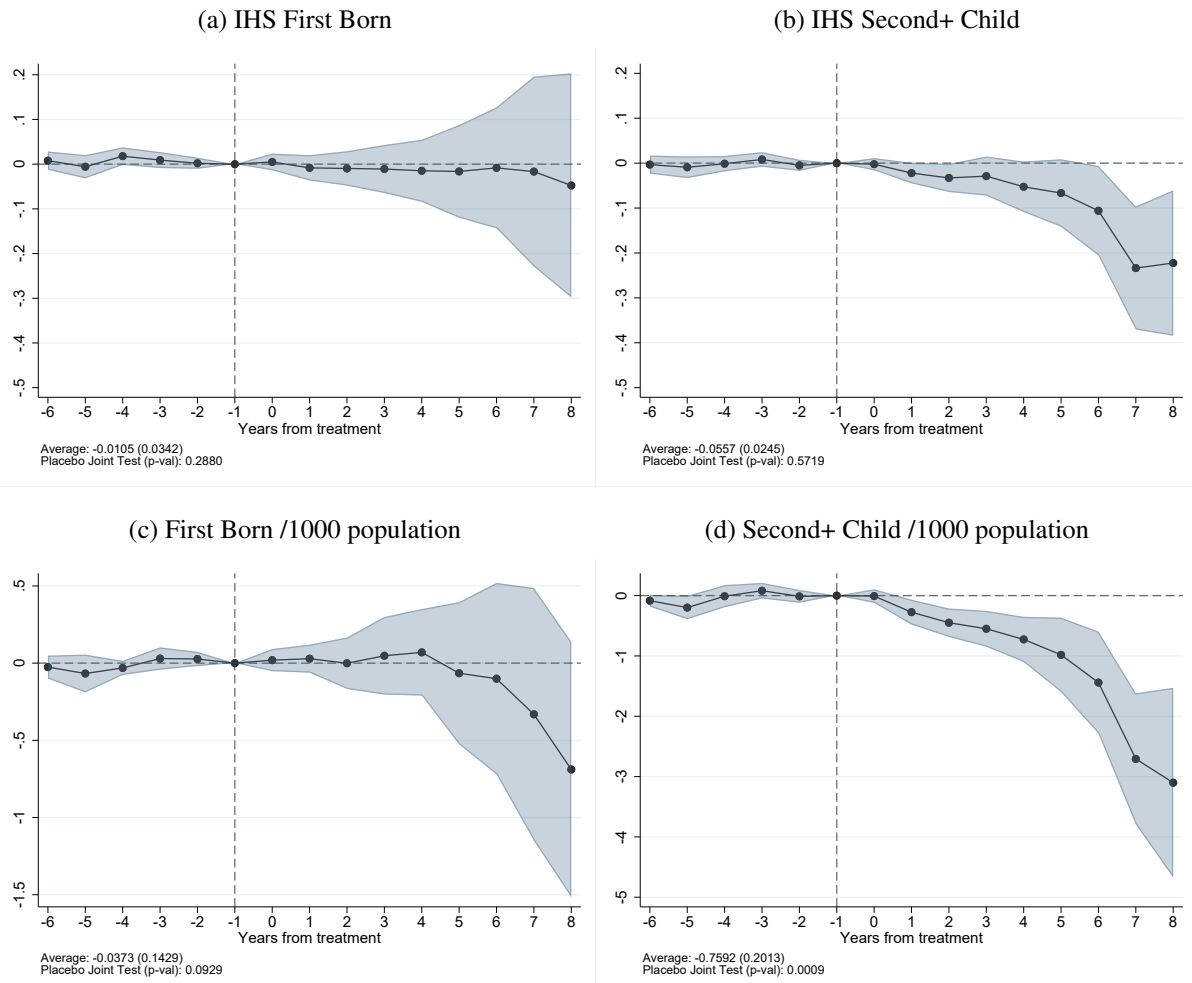 (a) IHS First Born
.2
.1
0
-.1
-.2
-.3
-.4
-.5
-6 -5 -4 -3 -2 -1 0 1 2 3 4 5 6 7 8
Years from treatment
Average: -0.0105 (0.0342)
Placebo Joint Test (p-val): 0.2880
(b) IHS Second+ Child
.2
.1
0
-.1
-.2
-.3
-.4
-.5
-6 -5 -4 -3 -2 -1 0 1 2 3 4 5 6 7 8
Years from treatment
Average: -0.0557 (0.0245)
Placebo Joint Test (p-val): 0.5719
(c) First Born /1000 population
.5
0
-.5
-1
-1.5
-6 -5 -4 -3 -2 -1 0 1 2 3 4 5 6 7 8
Years from treatment
Average: -0.0373 (0.1429)
Placebo Joint Test (p-val): 0.0929
(d) Second+ Child /1000 population
0
-1
-2
-3
-4
-5
-6 -5 -4 -3 -2 -1 0 1 2 3 4 5 6 7 8
Years from treatment
Average: -0.7592 (0.2013)
Placebo Joint Test (p-val): 0.0009